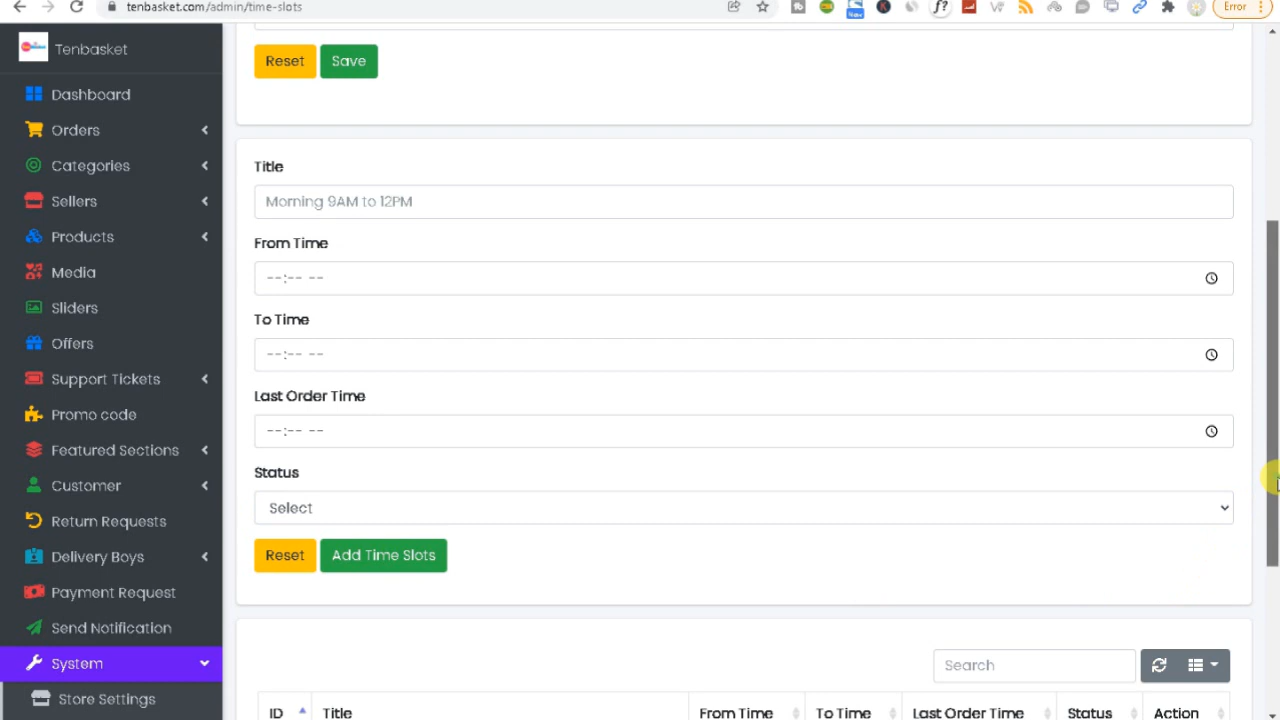 tenbasket.com/admin/time-slots
Error
New
Tenbasket
Dashboard
Orders
Categories
Sellers
Products
Media
Sliders
Offers
Support Tickets
Promo code
Featured Sections
Customer
Return Requests
Delivery Boys
Payment Request
Send Notification
System
Store Settings
Reset Save
Title
Morning 9AM to 12PM
From Time
--:-- --
To Time
--:-- --
Last Order Time
--:-- --
Status
Select
Reset Add Time Slots
Search
ID Title From Time To Time Last Order Time Status Action